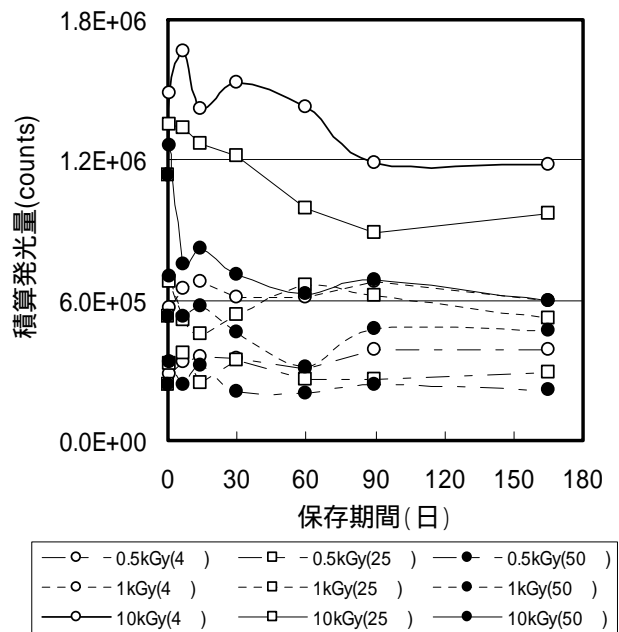 1.8E+06
1.2E+06
6.0E+05
0.0E+00
積算発光量(counts)
0 30 60 90 120 150 180
保存期間(日)
0.5kGy(4 ) 0.5kGy(25 ) 0.5kGy(50 )
1kGy(4 ) 1kGy(25 ) 1kGy(50 )
10kGy(4 ) 10kGy(25 ) 10kGy(50 )